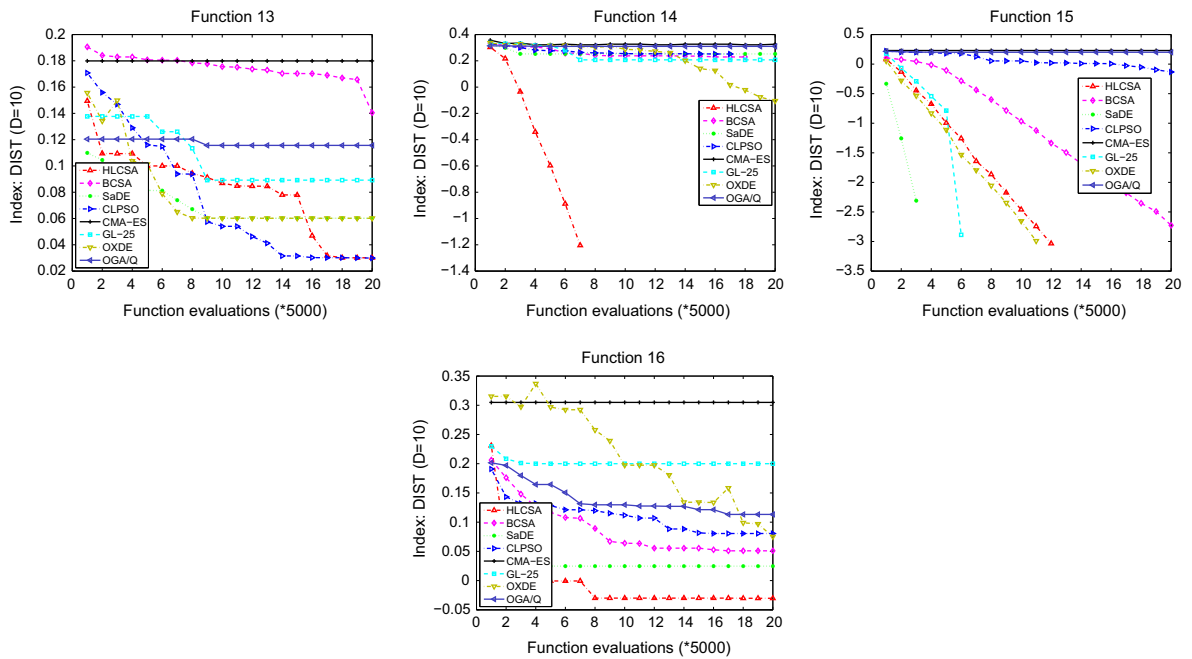 Function 13
Index: DIST (D=10)
0.2
0.18
0.16
0.14
0.12
0.1
0.08
0.06
0.04
0.02
HLCSA
BCSA
SaDE
CLPSO
CMA−ES
GL−25
OXDE
OGA/Q
0 2 4 6 8 10 12 14 16 18 20
Function evaluations (*5000)
Function 14
Index: DIST (D=10)
0.4
0.2
0
−0.2
−0.4
−0.6
−0.8
−1
−1.2
−1.4
HLCSA
BCSA
SaDE
CLPSO
CMA−ES
GL−25
OXDE
OGA/Q
0 2 4 6 8 10 12 14 16 18 20
Function evaluations (*5000)
Function 15
Index: DIST (D=10)
0.5
0
−0.5
−1
−1.5
−2
−2.5
−3
−3.5
HLCSA
BCSA
SaDE
CLPSO
CMA−ES
GL−25
OXDE
OGA/Q
0 2 4 6 8 10 12 14 16 18 20
Function evaluations (*5000)
Function 16
Index: DIST (D=10)
0.35
0.3
0.25
0.2
0.15
0.1
0.05
0
−0.05
HLCSA
BCSA
SaDE
CLPSO
CMA−ES
GL−25
OXDE
OGA/Q
0 2 4 6 8 10 12 14 16 18 20
Function evaluations (*5000)